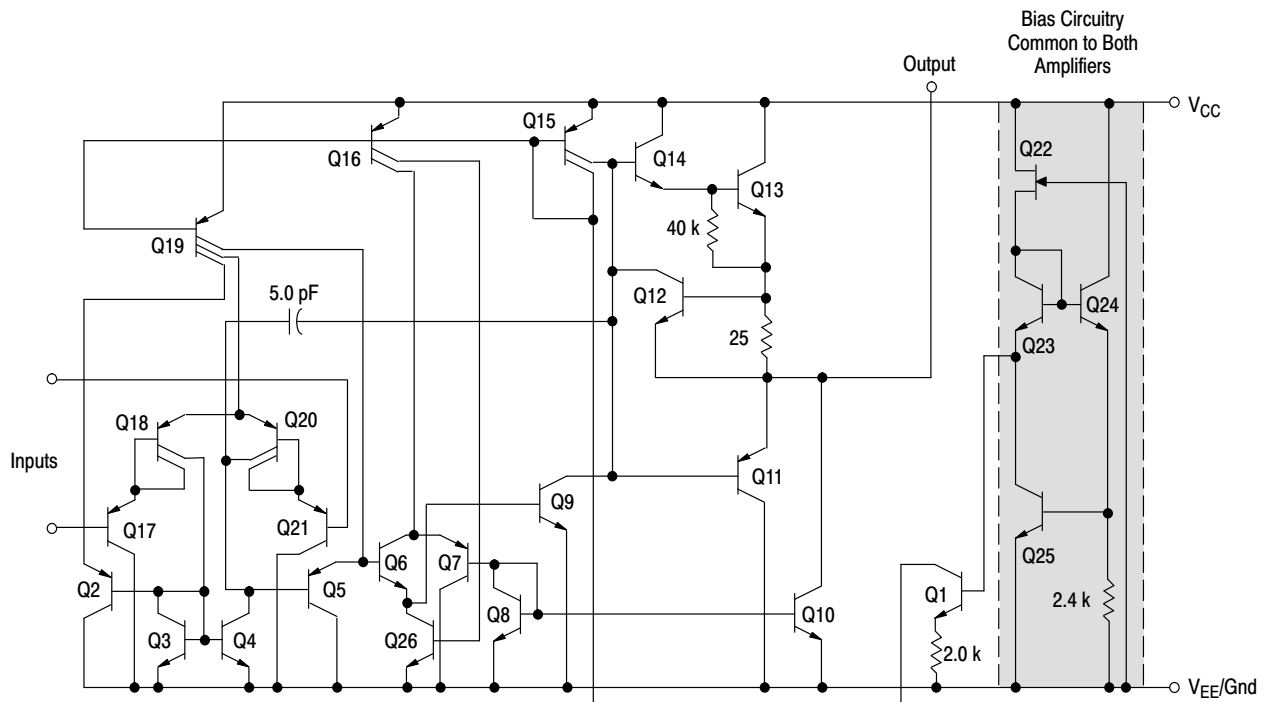 Bias Circuitry
Common to Both
Amplifiers
Output
VCC
Q15
Q22
Q16
Q14
Q13
40 k
Q19
5.0 pF
Q12
Q24
25
Q23
Q18
Q20
Inputs
Q11
Q9
Q17
Q21
Q25
Q6
Q7
Q2
Q5
Q1
2.4 k
Q8
Q10
Q3
Q4
Q26
2.0 k
VEE/Gnd